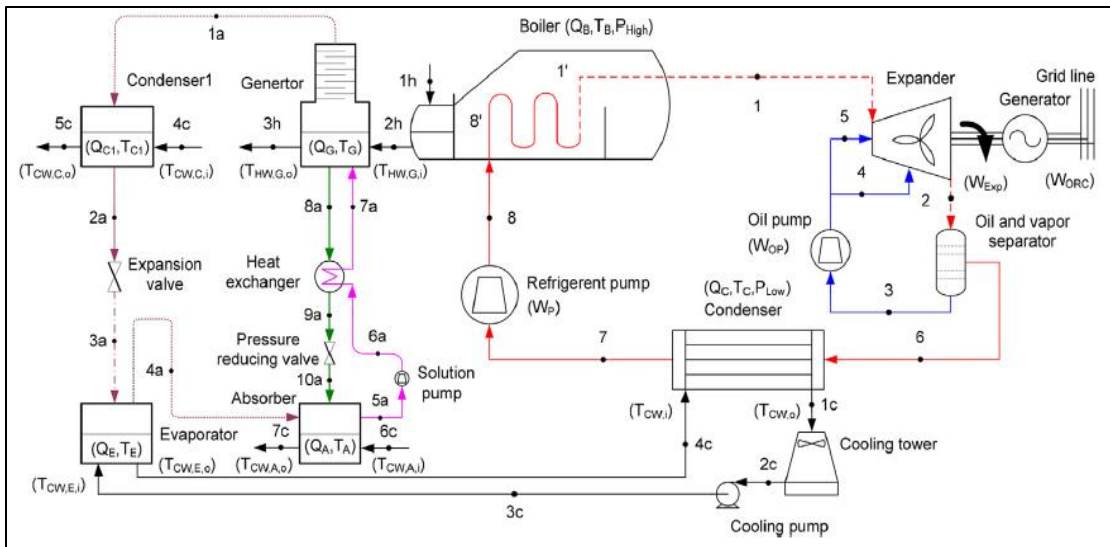 1a
Boiler (Q_B,T_B,P_High)
Condenser1
Genertor
1h
1'
1
Expander
Grid line
Generator
5c
4c
3h
2h
8'
5
(Q_C1,T_C1)
(Q_G,T_G)
(T_CW,C,o)
(T_CW,C,i)
(T_HW,G,o)
(T_HW,G,i)
4
2
(W_Exp)
(W_ORC)
2a
8a
7a
8
Oil pump
(W_OP)
Oil and vapor
separator
Expansion
valve
Heat
exchanger
Refrigerent pump
(W_P)
(Q_C,T_C,P_Low)
Condenser
3
9a
3a
4a
Pressure
reducing valve
6a
7
6
10a
Solution
pump
Absorber
5a
(T_CW,i)
(T_CW,o)
1c
Evaporator
7c
6c
(Q_E,T_E)
(Q_A,T_A)
4c
Cooling tower
(T_CW,E,o)
(T_CW,A,o)
(T_CW,A,i)
(T_CW,E,i)
2c
3c
Cooling pump